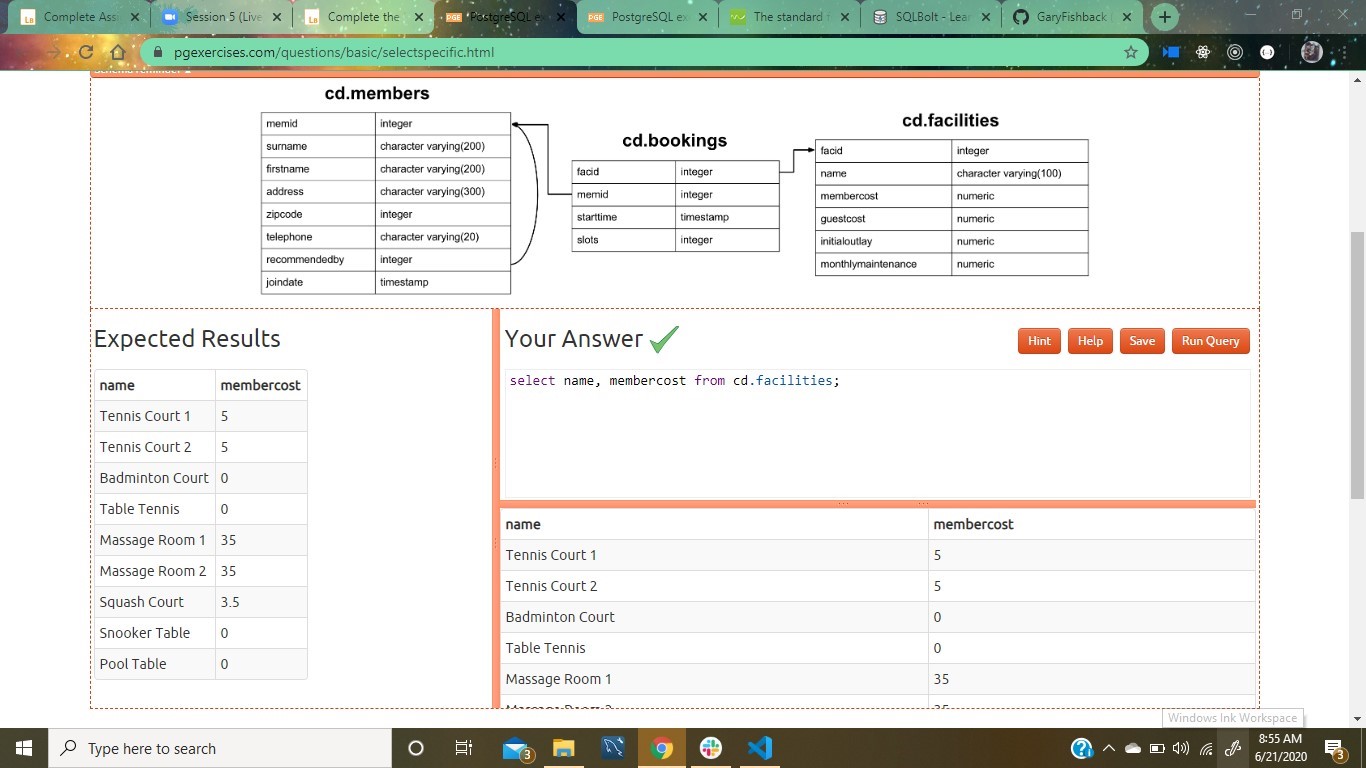 Complete Ass
Session 5 (Live
Complete the
PostgreSQL ex
PostgreSQL ex
The standard f
SQLBolt - Lear
GaryFishback (
pgexercises.com/questions/basic/selectspecific.html
cd.members
memid integer
surname character varying(200)
firstname character varying(200)
address character varying(300)
zipcode integer
telephone character varying(20)
recommendedby integer
joindate timestamp
cd.bookings
facid integer
memid integer
starttime timestamp
slots integer
cd.facilities
facid integer
name character varying(100)
membercost numeric
guestcost numeric
initialoutlay numeric
monthlymaintenance numeric
Expected Results
name membercost
Tennis Court 1 5
Tennis Court 2 5
Badminton Court 0
Table Tennis 0
Massage Room 1 35
Massage Room 2 35
Squash Court 3.5
Snooker Table 0
Pool Table 0
Your Answer
Hint Help Save Run Query
select name, membercost from cd.facilities;
name membercost
Tennis Court 1 5
Tennis Court 2 5
Badminton Court 0
Table Tennis 0
Massage Room 1 35
Massage Room 2 35
Windows Ink Workspace
Type here to search
3
8:55 AM
6/21/2020
3